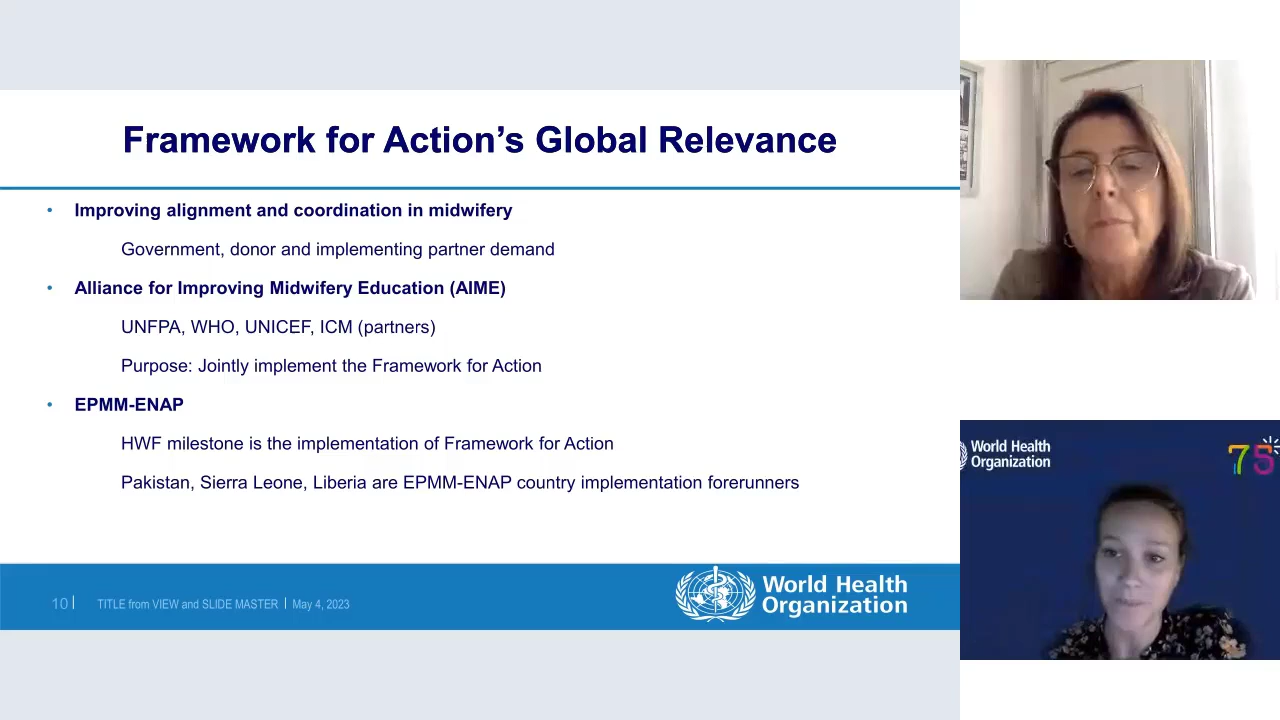 Framework for Action’s Global Relevance
• Improving alignment and coordination in midwifery
Government, donor and implementing partner demand
• Alliance for Improving Midwifery Education (AIME)
UNFPA, WHO, UNICEF, ICM (partners)
Purpose: Jointly implement the Framework for Action
• EPMM-ENAP
HWF milestone is the implementation of Framework for Action
Pakistan, Sierra Leone, Liberia are EPMM-ENAP country implementation forerunners
10 | TITLE from VIEW and SLIDE MASTER | May 4, 2023
World Health
Organization
World Health
Organization
75